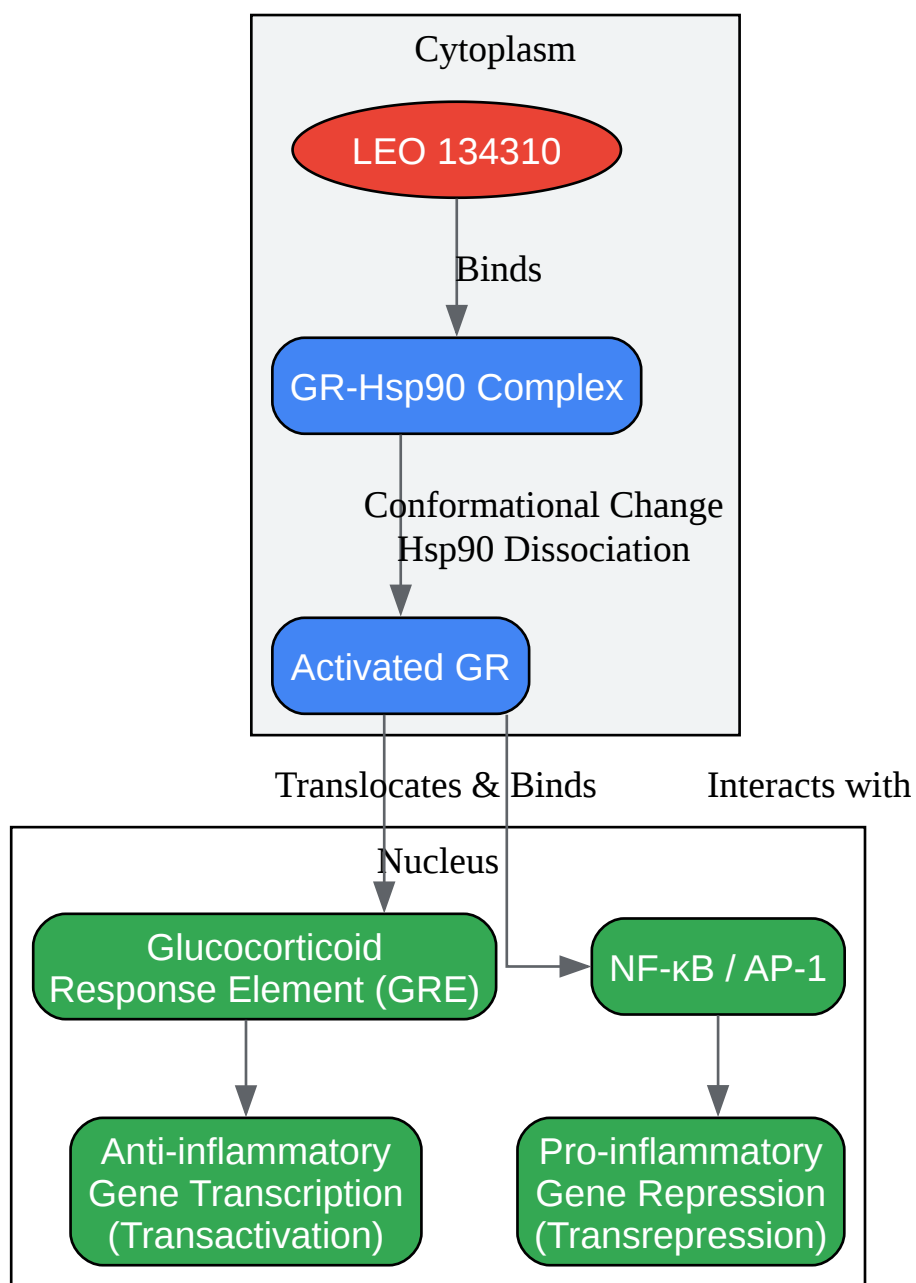 Cytoplasm
LEO 134310
Binds
GR-Hsp90 Complex
Conformational Change
Hsp90 Dissociation
Activated GR
Translocates & Binds
Interacts with
Nucleus
Glucocorticoid
Response Element (GRE)
NF-κB / AP-1
Anti-inflammatory
Gene Transcription
(Transactivation)
Pro-inflammatory
Gene Repression
(Transrepression)